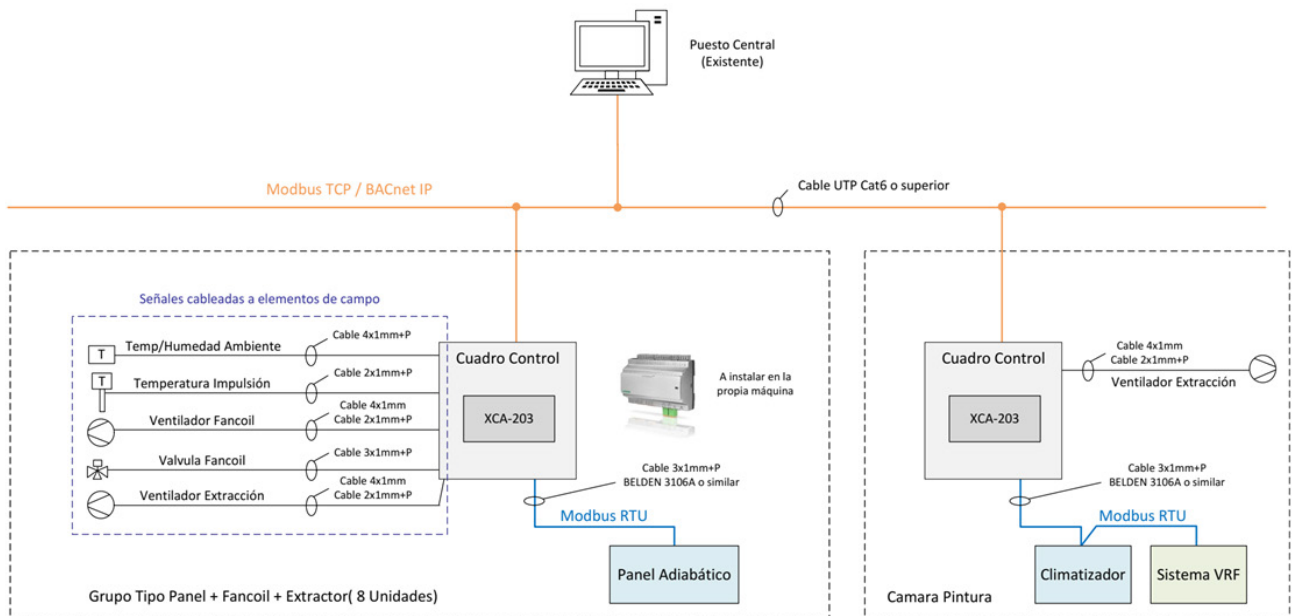 Puesto Central
(Existente)
Modbus TCP / BACnet IP
Cable UTP Cat6 o superior
Señales cableadas a elementos de campo
Temp/Humedad Ambiente
Cable 4x1mm+P
T
Temperatura Impulsión
Cable 2x1mm+P
T
Ventilador Fancoil
Cable 4x1mm
Cable 2x1mm+P
Valvula Fancoil
Cable 3x1mm+P
Ventilador Extracción
Cable 4x1mm
Cable 2x1mm+P
Cuadro Control
XCA-203
A instalar en la
propia máquina
Cable 3x1mm+P
BELDEN 3106A o similar
Modbus RTU
Panel Adiabático
Grupo Tipo Panel + Fancoil + Extractor( 8 Unidades)
Cuadro Control
XCA-203
Cable 4x1mm
Cable 2x1mm+P
Ventilador Extracción
Cable 3x1mm+P
BELDEN 3106A o similar
Modbus RTU
Climatizador
Sistema VRF
Camara Pintura